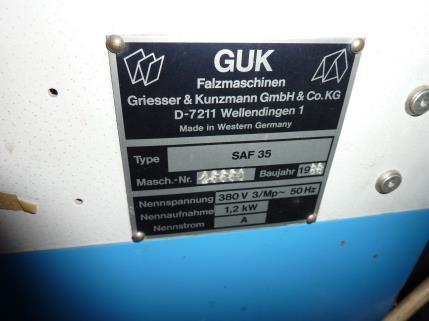 GUK
Falzmaschinen
Griesser & Kunzmann GmbH & Co. KG
D-7211 Wellendingen 1
Made in Western Germany
Type SAF 35
Masch.-Nr. Baujahr 19
Nennspannung 380 V 3/Mp~ 50 Hz
Nennaufnahme 1,2 kW
Nennstrom A